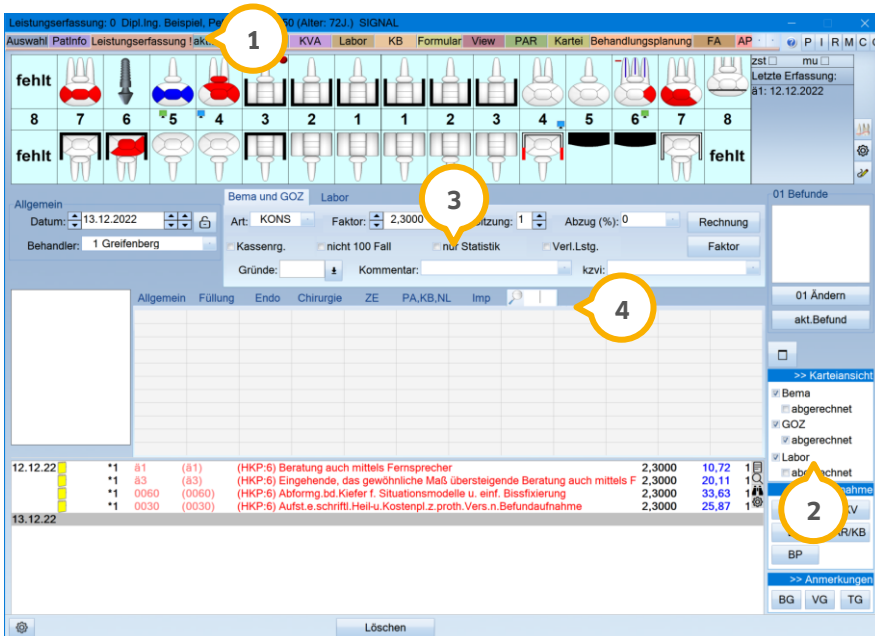 Leistungserfassung: 0 Dipl.Ing. Beispiel, Pe 60 (Alter: 72J.) SIGNAL
Auswahl PatInfo Leistungserfassung ! KVA Labor KB Formular View PAR Kartei Behandlungsplanung FA AP P I R M C
1
zst mu
Letzte Erfassung:
ä1: 12.12.2022
fehlt
8 7 6 5 4 3 2 1 1 2 3 4 5 6 7 8
fehlt fehlt
Allgemein
Datum: 13.12.2022
Behandler: 1 Greifenberg
Bema und GOZ Labor
3
Art: KONS Faktor: 2,3000 itzung: 1 Abzug (%): 0 Rechnung
Kassenrg. nicht 100 Fall nur Statistik Verl.Lstg. Faktor
Gründe: Kommentar: kzvi:
01 Befunde
01 Ändern
akt.Befund
Allgemein Füllung Endo Chirurgie ZE PA,KB,NL Imp
4
>> Karteiansicht
Bema
abgerechnet
GOZ
abgerechnet
Labor
abgerechnet
nahme
2
KV
AR/KB
BP
>> Anmerkungen
BG VG TG
12.12.22 *1 ä1 (ä1) (HKP:6) Beratung auch mittels Fernsprecher 2,3000 10,72 1
*1 ä3 (ä3) (HKP:6) Eingehende, das gewöhnliche Maß übersteigende Beratung auch mittels F 2,3000 20,11 1
*1 0060 (0060) (HKP:6) Abformg.bd.Kiefer f. Situationsmodelle u. einf. Bissfixierung 2,3000 33,63 1
*1 0030 (0030) (HKP:6) Aufst.e.schriftl.Heil-u.Kostenpl.z.proth.Vers.n.Befundaufnahme 2,3000 25,87 1
13.12.22
Löschen